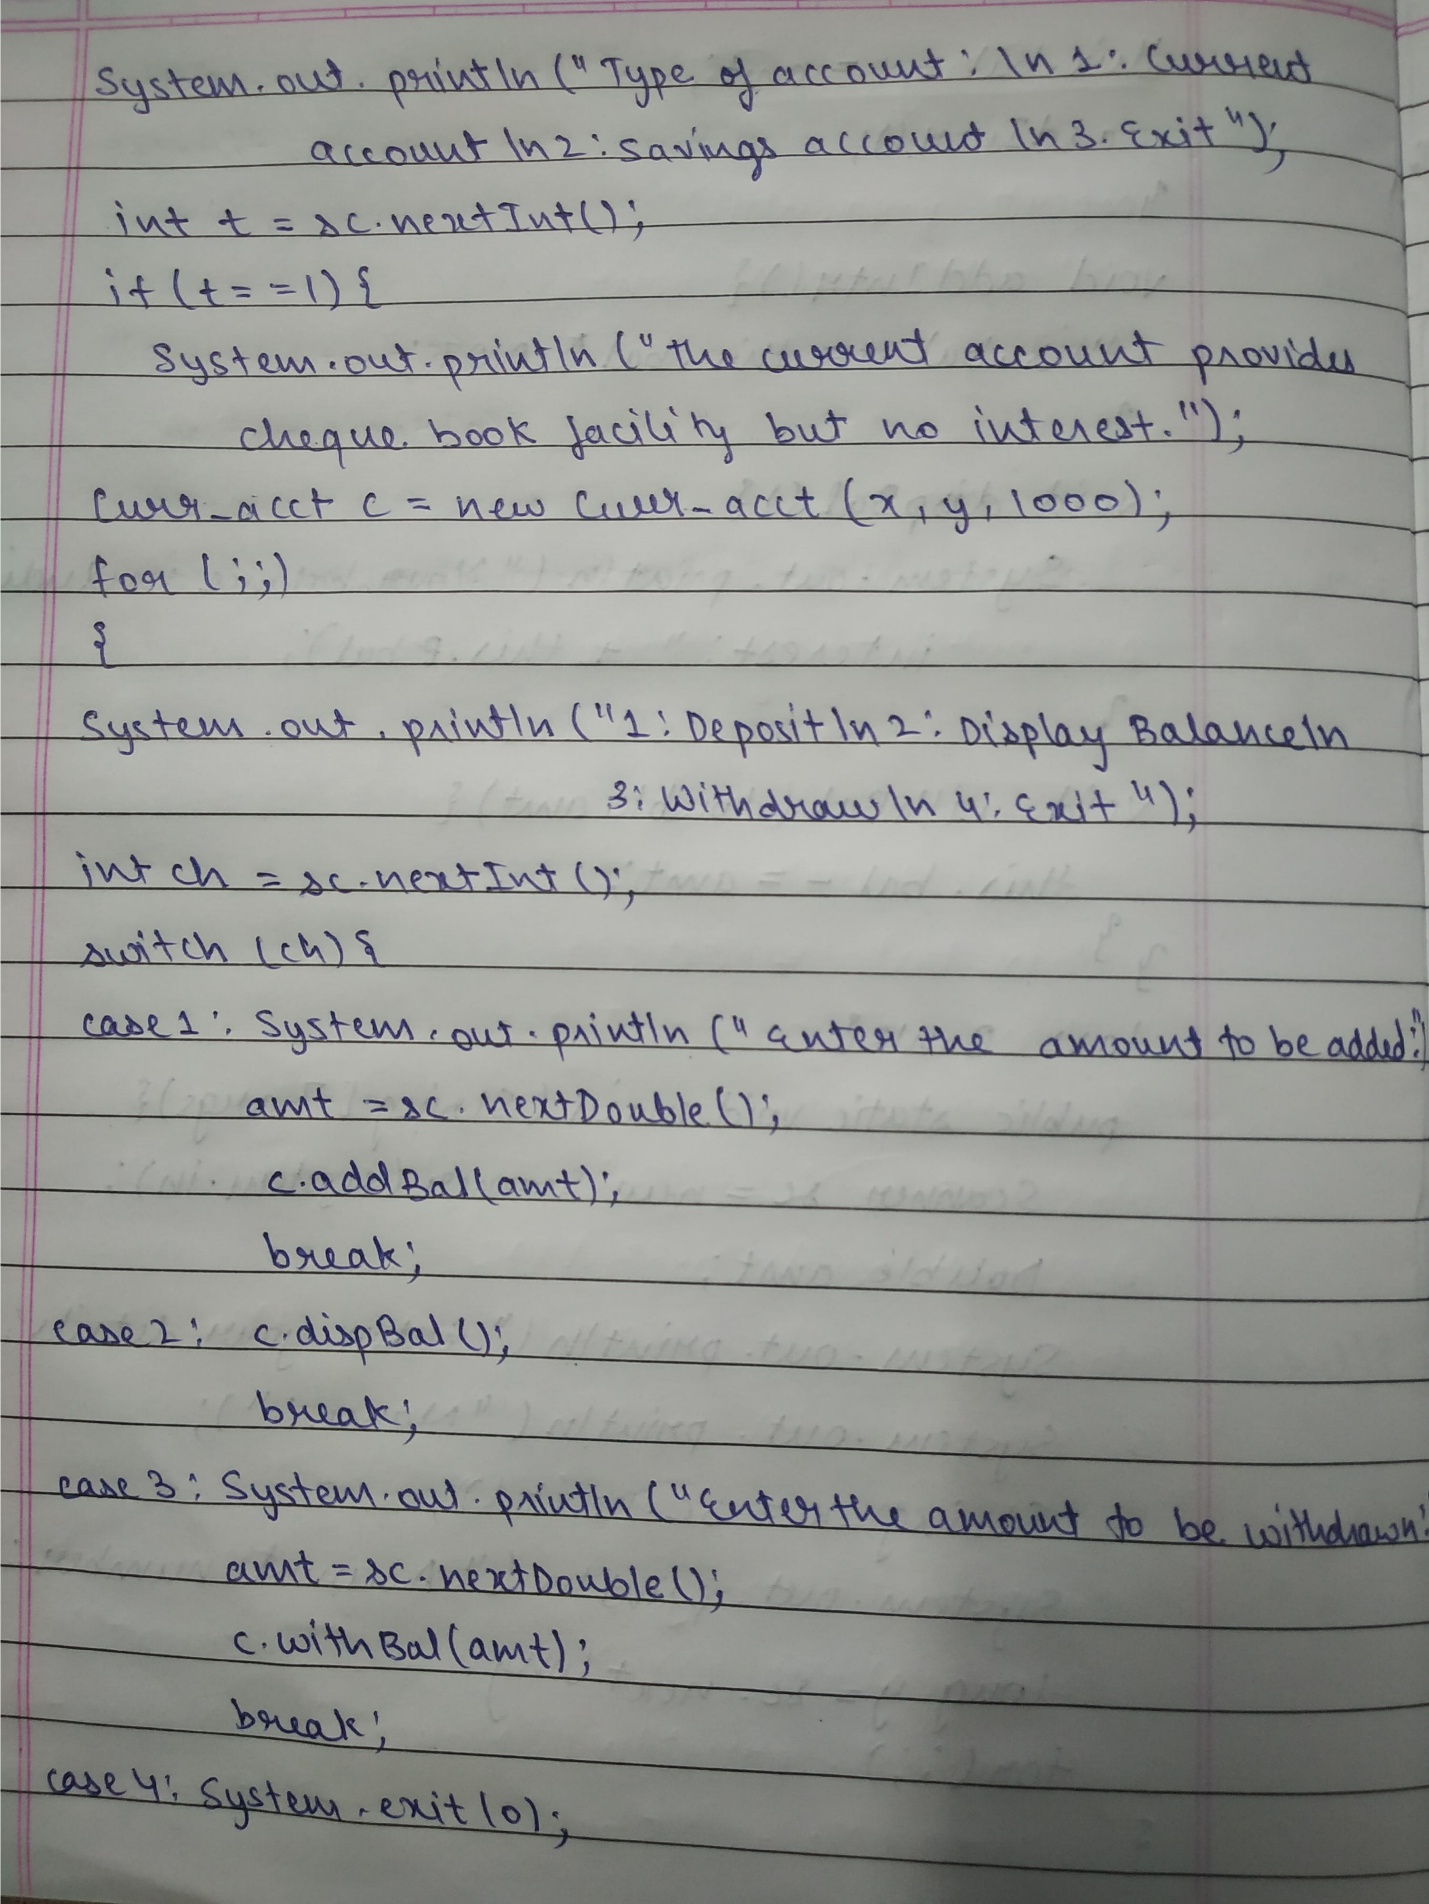 System.out.println("Type of account: \n 1: Current
account \n 2: Savings account \n 3. Exit");
int t = sc.nextInt();
if (t==1) {
System.out.println("the current account provides
cheque book facility but no interest.");
Curr_acct c = new Curr_acct (x, y, 1000);
for (;;)
{
System.out.println("1: Deposit \n 2: Display Balance \n
3: Withdraw \n 4: Exit");
int ch = sc.nextInt();
switch (ch) {
case 1: System.out.println("Enter the amount to be added:")
amt = sc.nextDouble();
c.addBal(amt);
break;
case 2: c.dispBal();
break;
case 3: System.out.println("Enter the amount to be withdrawn:
amt = sc.nextDouble();
c.withBal(amt);
break;
case 4: System.exit(0);